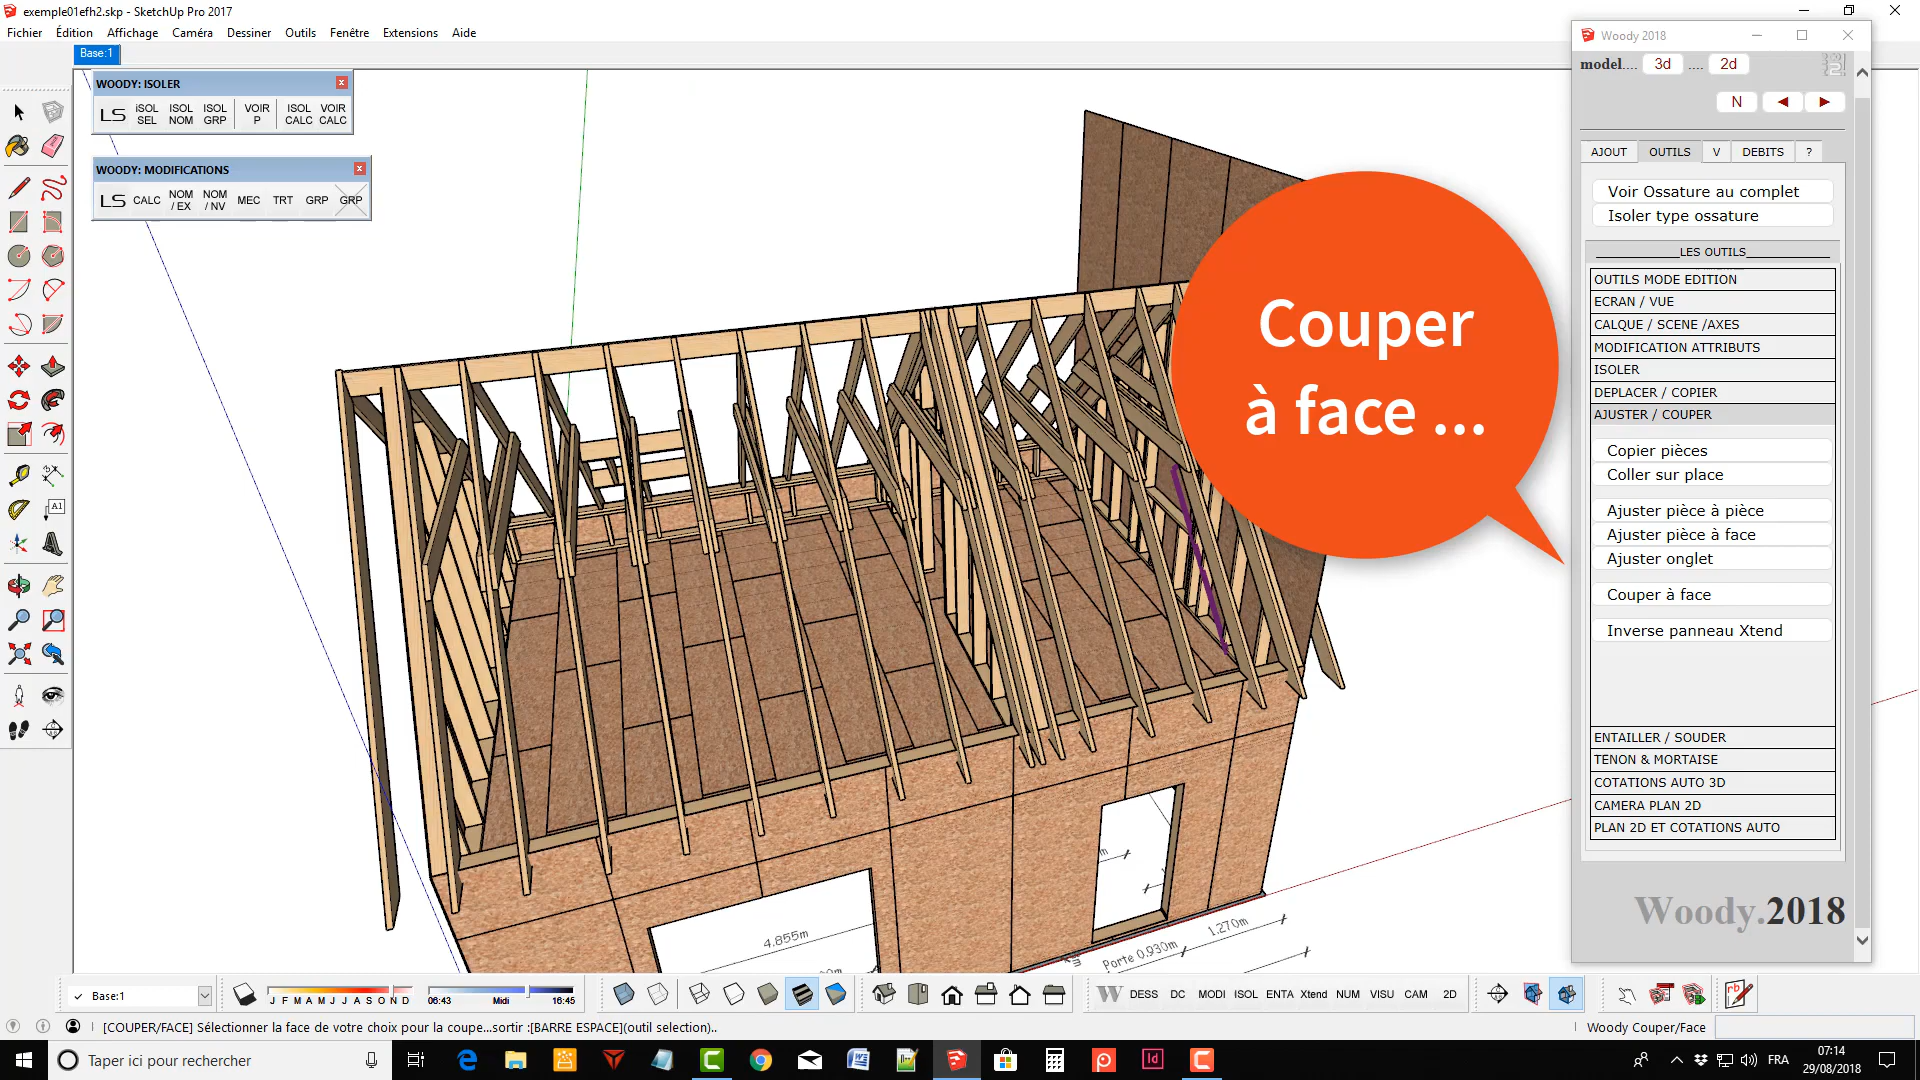 exemple01efh2.skp - SketchUp Pro 2017
Fichier Édition Affichage Caméra Dessiner Outils Fenêtre Extensions Aide
Base:1
WOODY: ISOLER
LS iSOL SEL ISOL NOM ISOL GRP VOIR P ISOL CALC VOIR CALC
WOODY: MODIFICATIONS
LS CALC NOM / EX NOM / NV MEC TRT GRP GRP
A1
Couper
à face ...
Woody 2018
model.... 3d .... 2d
N
AJOUT OUTILS V DEBITS ?
Voir Ossature au complet
Isoler type ossature
LES OUTILS
OUTILS MODE EDITION
ECRAN / VUE
CALQUE / SCENE /AXES
MODIFICATION ATTRIBUTS
ISOLER
DEPLACER / COPIER
AJUSTER / COUPER
Copier pièces
Coller sur place
Ajuster pièce à pièce
Ajuster pièce à face
Ajuster onglet
Couper à face
Inverse panneau Xtend
ENTAILLER / SOUDER
TENON & MORTAISE
COTATIONS AUTO 3D
CAMERA PLAN 2D
PLAN 2D ET COTATIONS AUTO
Woody.2018
4.855m
Porte 0.930m
1.270m
Base:1
J F M A M J J A S O N D
06:43 Midi 16:45
W DESS DC MODI ISOL ENTA Xtend NUM VISU CAM 2D
[COUPER/FACE] Sélectionner la face de votre choix pour la coupe...sortir :[BARRE ESPACE](outil selection)..
Woody Couper/Face
Taper ici pour rechercher
FRA
07:14
29/08/2018